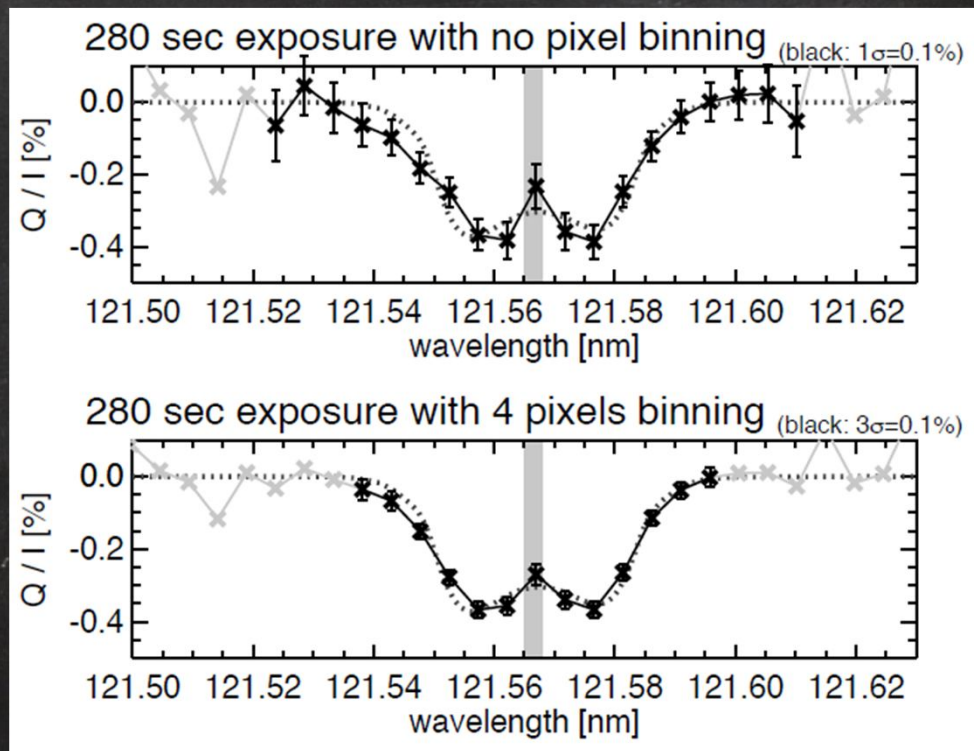 280 sec exposure with no pixel binning (black: 1σ=0.1%)
0.0
-0.2
-0.4
Q / I [%]
121.50 121.52 121.54 121.56 121.58 121.60 121.62
wavelength [nm]
280 sec exposure with 4 pixels binning (black: 3σ=0.1%)
0.0
-0.2
-0.4
Q / I [%]
121.50 121.52 121.54 121.56 121.58 121.60 121.62
wavelength [nm]